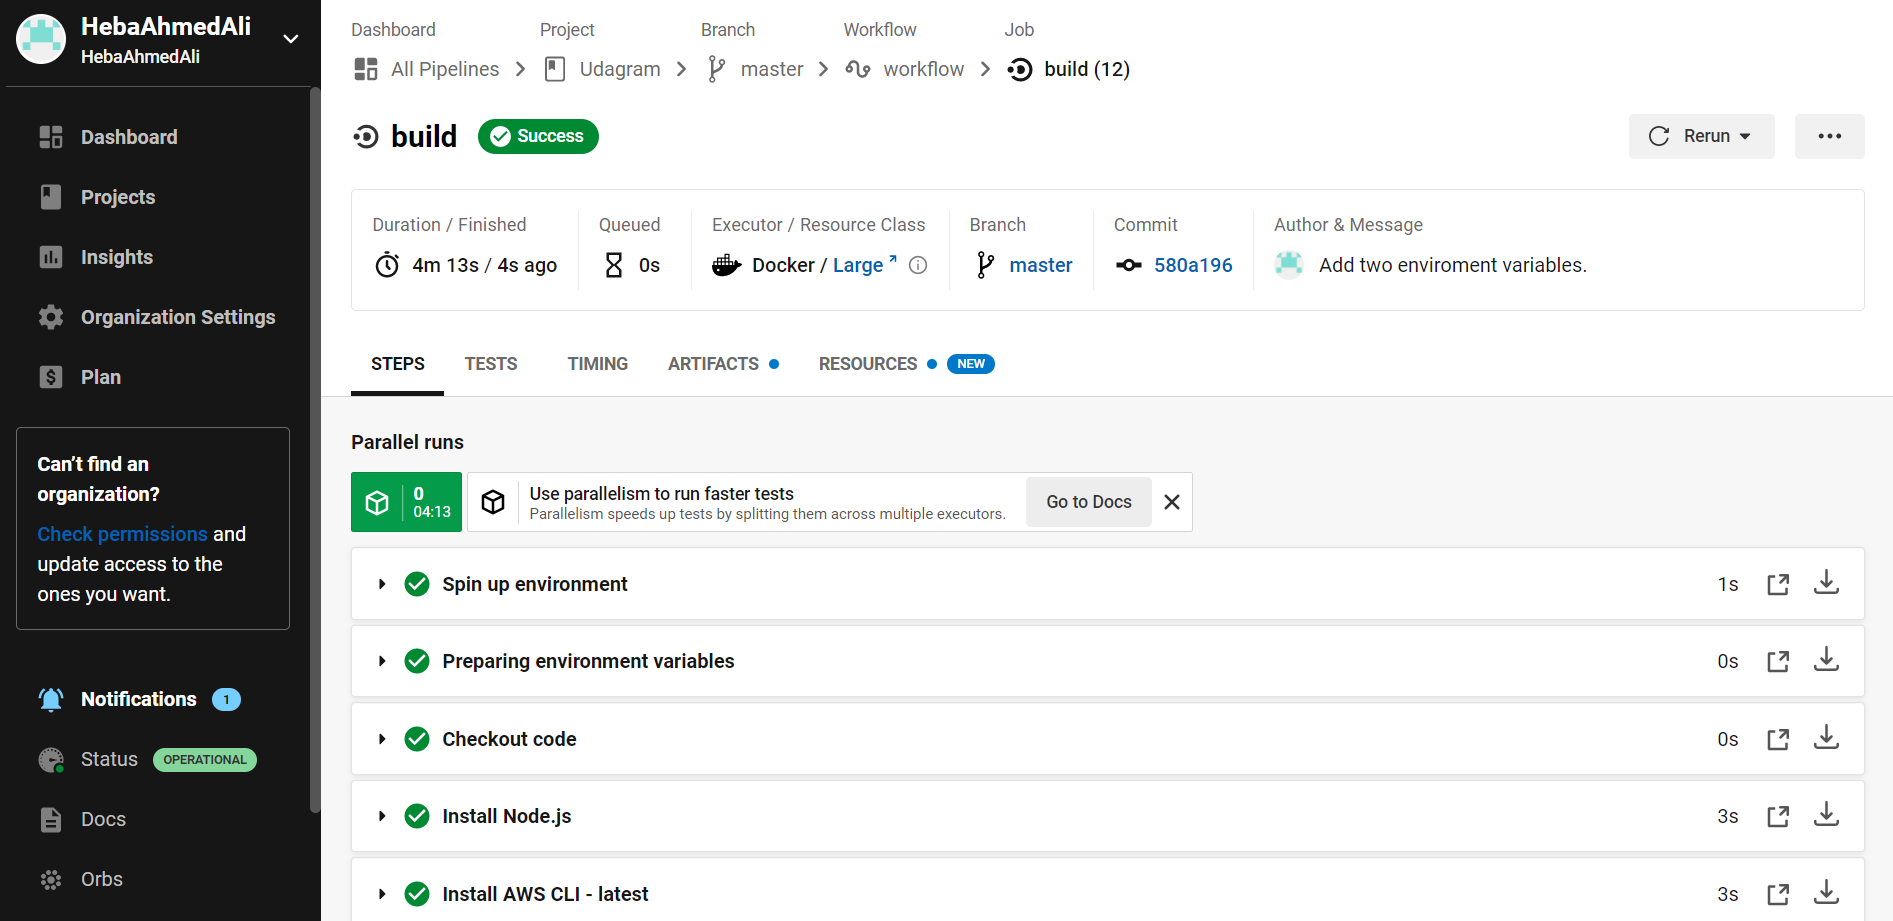 HebaAhmedAli
HebaAhmedAli
Dashboard
Projects
Insights
Organization Settings
Plan
Can't find an
organization?
Check permissions and
update access to the
ones you want.
Notifications 1
Status OPERATIONAL
Docs
Orbs
Dashboard Project Branch Workflow Job
All Pipelines Udagram master workflow build (12)
build Success Rerun
Duration / Finished Queued Executor / Resource Class Branch Commit Author & Message
4m 13s / 4s ago 0s Docker / Large master 580a196 Add two enviroment variables.
STEPS TESTS TIMING ARTIFACTS RESOURCES NEW
Parallel runs
0
04:13
Use parallelism to run faster tests
Parallelism speeds up tests by splitting them across multiple executors.
Go to Docs
Spin up environment 1s
Preparing environment variables 0s
Checkout code 0s
Install Node.js 3s
Install AWS CLI - latest 3s